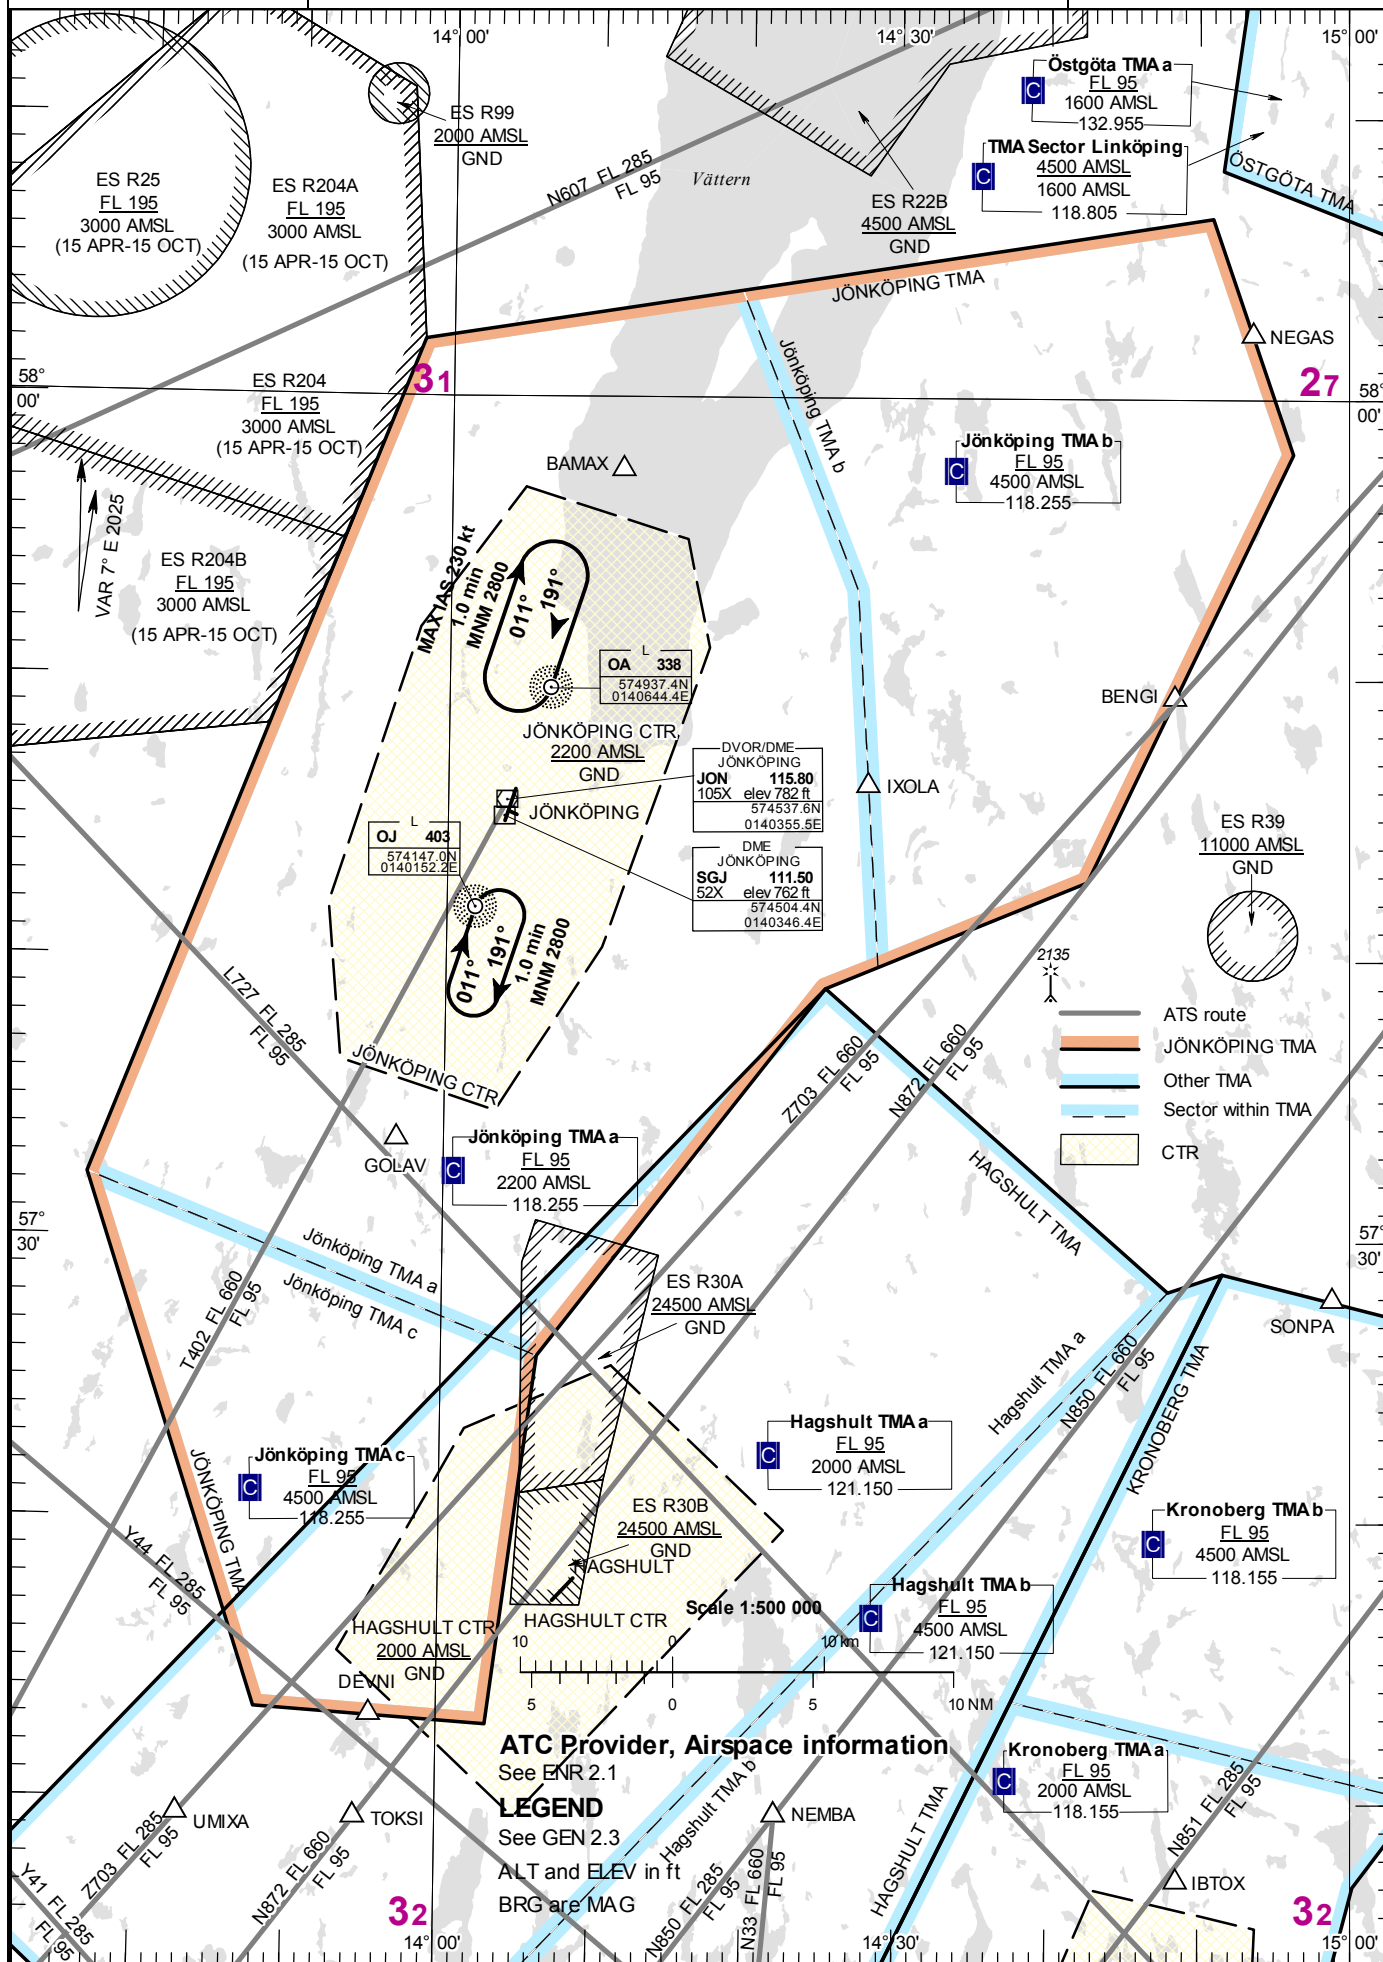 14° 00'
14° 30'
15° 00'
Östgöta TMA a
C
FL 95
1600 AMSL
132.955
TMA Sector Linköping
C
4500 AMSL
1600 AMSL
118.805
ÖSTGÖTA TMA
ES R99
2000 AMSL
GND
ES R25
FL 195
3000 AMSL
(15 APR-15 OCT)
ES R204A
FL 195
3000 AMSL
(15 APR-15 OCT)
N607 FL 285
FL 95
Vättern
ES R22B
4500 AMSL
GND
JÖNKÖPING TMA
NEGAS
58°
00'
31
27
58°
00'
ES R204
FL 195
3000 AMSL
(15 APR-15 OCT)
Jönköping TMA b
BAMAX
Jönköping TMA b
C
FL 95
4500 AMSL
118.255
VAR 7° E 2025
ES R204B
FL 195
3000 AMSL
(15 APR-15 OCT)
MAX IAS 230 kt
1.0 min
MNM 2800
011°
191°
L
OA 338
574937.4N
0140644.4E
BENGI
JÖNKÖPING CTR
2200 AMSL
GND
DVOR/DME
JÖNKÖPING
JON 115.80
105X elev 782 ft
574537.6N
0140355.5E
IXOLA
JÖNKÖPING
L
OJ 403
574147.0N
0140152.2E
DME
JÖNKÖPING
SGJ 111.50
52X elev 762 ft
574504.4N
0140346.4E
ES R39
11000 AMSL
GND
011°
191°
1.0 min
MNM 2800
2135
L727 FL 285
FL 95
JÖNKÖPING CTR
Z703 FL 660
FL 95
N872 FL 660
FL 95
ATS route
JÖNKÖPING TMA
Other TMA
Sector within TMA
CTR
GOLAV
Jönköping TMA a
C
FL 95
2200 AMSL
118.255
HAGSHULT TMA
57°
30'
57°
30'
Jönköping TMA a
Jönköping TMA c
T402 FL 660
FL 95
ES R30A
24500 AMSL
GND
SONPA
Hagshult TMA a
N850 FL 660
FL 95
KRONOBERG TMA
Hagshult TMA a
C
FL 95
2000 AMSL
121.150
JÖNKÖPING TMA
Jönköping TMA c
C
FL 95
4500 AMSL
118.255
ES R30B
24500 AMSL
GND
HAGSHULT
Kronoberg TMA b
C
FL 95
4500 AMSL
118.155
Y44 FL 285
FL 95
Hagshult TMA b
C
FL 95
4500 AMSL
121.150
HAGSHULT CTR
2000 AMSL
GND
HAGSHULT CTR
Scale 1:500 000
10 0 10 km
5 0 5 10 NM
DEVNI
ATC Provider, Airspace information
See ENR 2.1
LEGEND
See GEN 2.3
ALT and ELEV in ft
BRG are MAG
Kronoberg TMA a
C
FL 95
2000 AMSL
118.155
Hagshult TMA b
HAGSHULT TMA
UMIXA
TOKSI
NEMBA
Z703 FL 285
FL 95
N872 FL 660
FL 95
Y41 FL 285
FL 95
N850 FL 285
FL 95
N33 FL 660
FL 95
N851 FL 285
FL 95
IBTOX
32
32
14° 00'
14° 30'
15° 00'